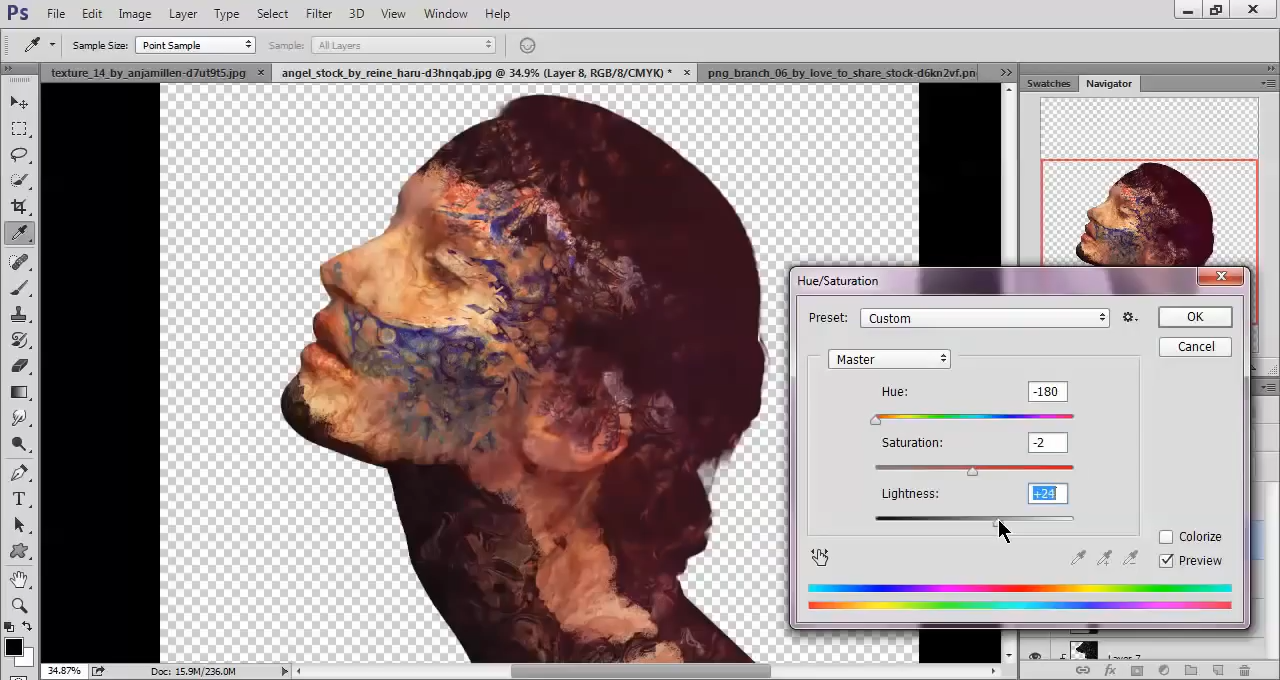 Ps File Edit Image Layer Type Select Filter 3D View Window Help
Sample Size: Point Sample Sample: All Layers
texture_14_by_anjamillen-d7ut9t5.jpg × angel_stock_by_reine_haru-d3hnqab.jpg @ 34.9% (Layer 8, RGB/8/CMYK) * × png_branch_06_by_love_to_share_stock-d6kn2vf.pn
Swatches Navigator
Hue/Saturation
Preset: Custom OK
Cancel
Master
Hue: -180
Saturation: -2
Lightness: +24
Colorize
Preview
T
34.87% Doc: 15.9M/236.0M
Layer 7